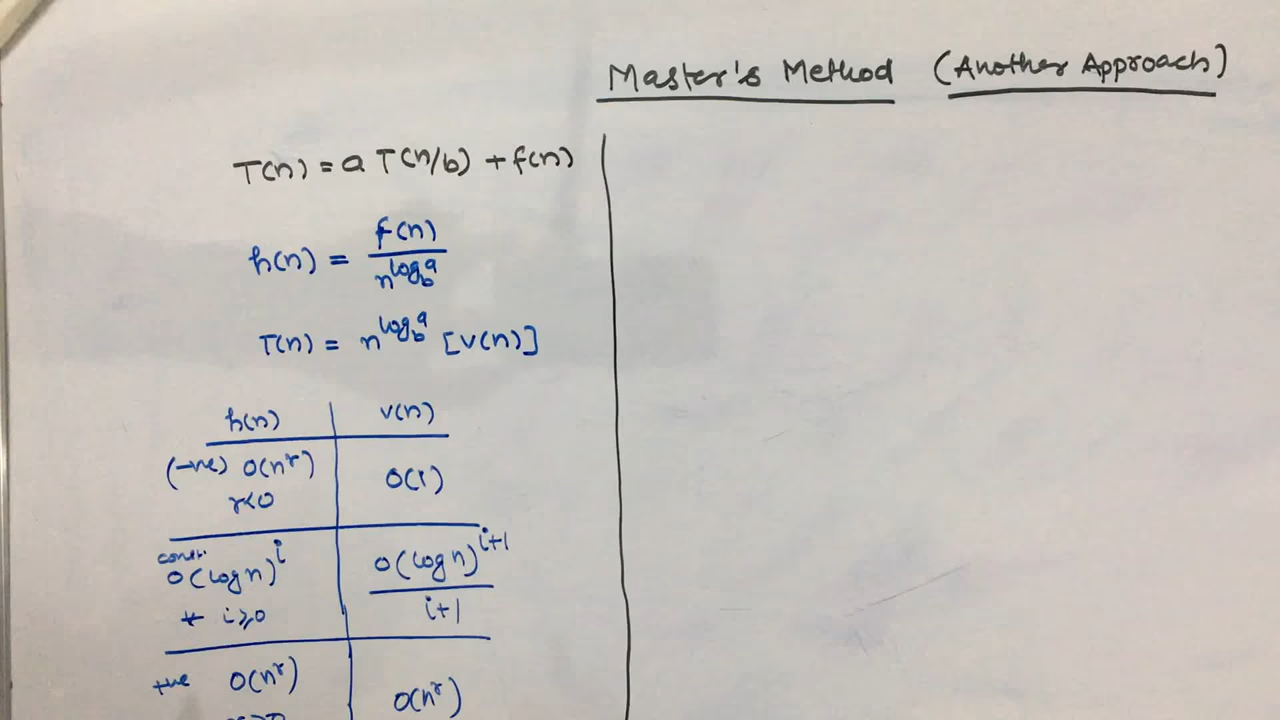 Master's Method (Another Approach)
T(n) = a T(n/b) + f(n)
h(n) = f(n) / n^log_b^a
T(n) = n^log_b^a [v(n)]
h(n) | v(n)
(-ve) O(n^r) | O(1)
r<0
const.
O(log n)^i | O(log n)^i+1 / i+1
* i≥0
+ve O(n^r) | O(n^r)